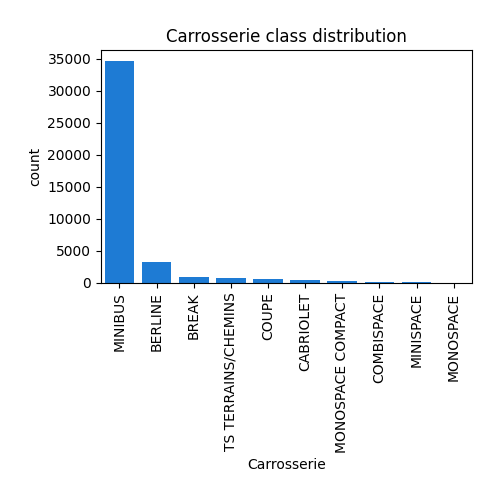 Carrosserie class distribution
35000
30000
25000
20000
15000
10000
5000
0
count
MINIBUS
BERLINE
BREAK
TS TERRAINS/CHEMINS
COUPE
CABRIOLET
MONOSPACE COMPACT
COMBISPACE
MINISPACE
MONOSPACE
Carrosserie